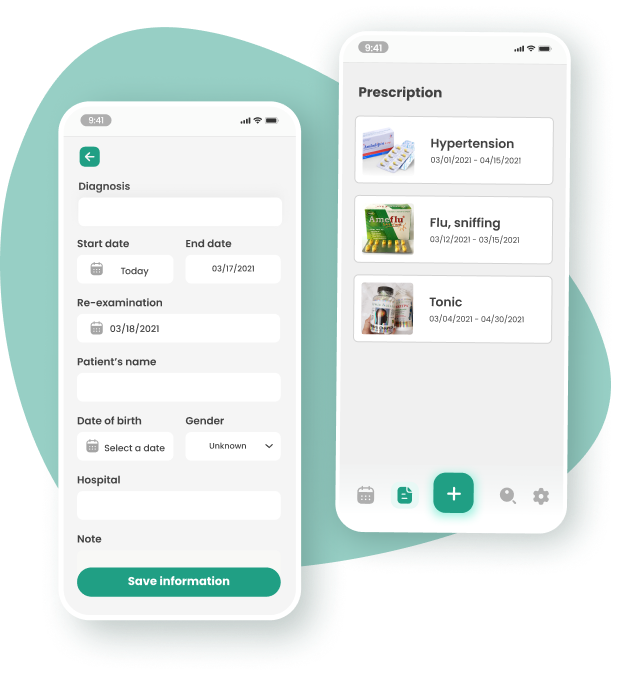 9:41
Diagnosis
Start date End date
Today 03/17/2021
Re-examination
03/18/2021
Patient's name
Date of birth Gender
Select a date Unknown
Hospital
Note
Save information
9:41
Prescription
Hypertension
03/01/2021 - 04/15/2021
Ameflu
Flu, sniffing
03/12/2021 - 03/15/2021
Tonic
03/04/2021 - 04/30/2021